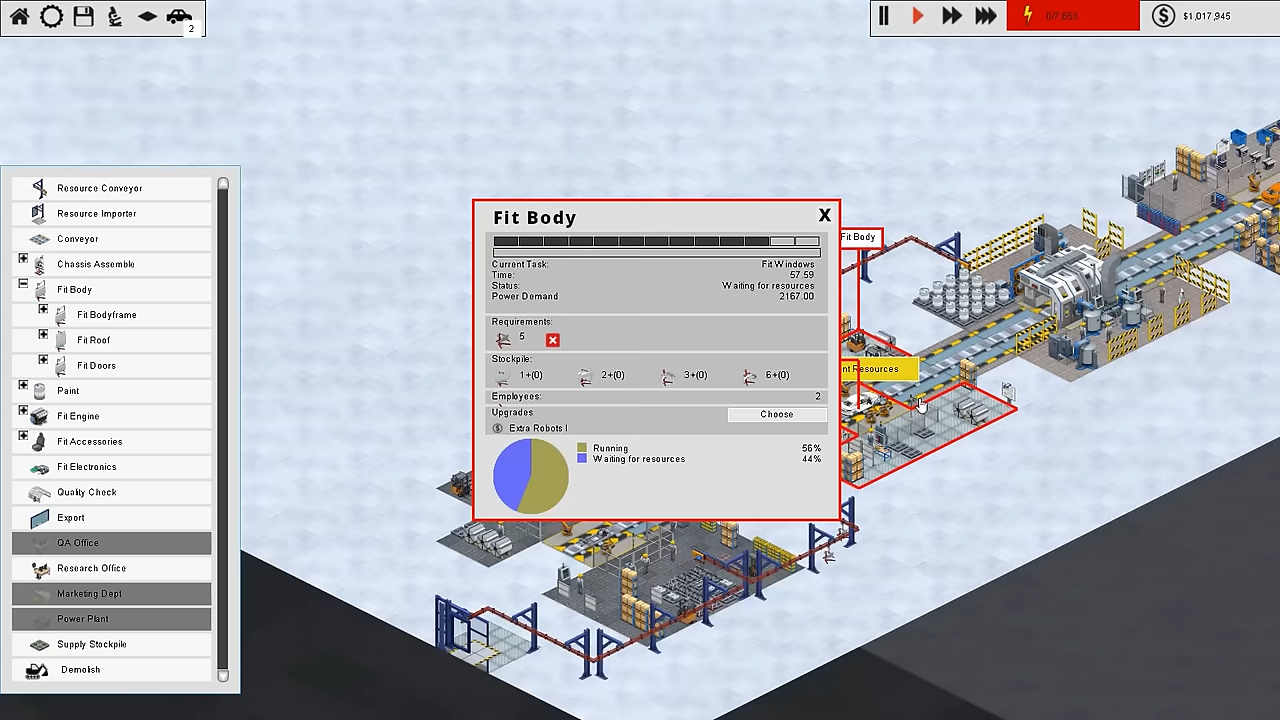 2
0/7,853
$1,017,945
Resource Conveyor
Resource Importer
Conveyor
Chassis Assemble
Fit Body
Fit Bodyframe
Fit Roof
Fit Doors
Paint
Fit Engine
Fit Accessories
Fit Electronics
Quality Check
Export
QA Office
Research Office
Marketing Dept
Power Plant
Supply Stockpile
Demolish
Fit Body X
Current Task: Fit Windows
Time: 57.59
Status: Waiting for resources
Power Demand 2167.00
Requirements:
5
Stockpile:
1+(0) 2+(0) 3+(0) 6+(0)
Employees: 2
Upgrades Choose
Extra Robots I
Running 56%
Waiting for resources 44%
Fit Body
Resources